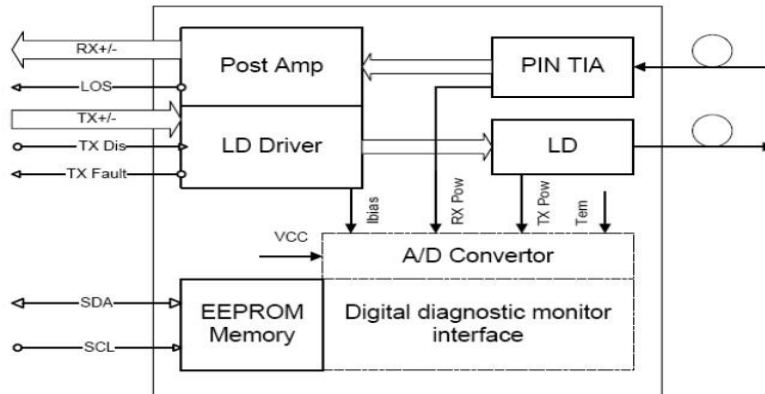 RX+/-
Post Amp
PIN TIA
LOS
TX+/-
TX Dis
LD Driver
LD
TX Fault
Ibias
RX Pow
TX Pow
Tem
VCC
A/D Convertor
SDA
EEPROM
Memory
Digital diagnostic monitor
interface
SCL